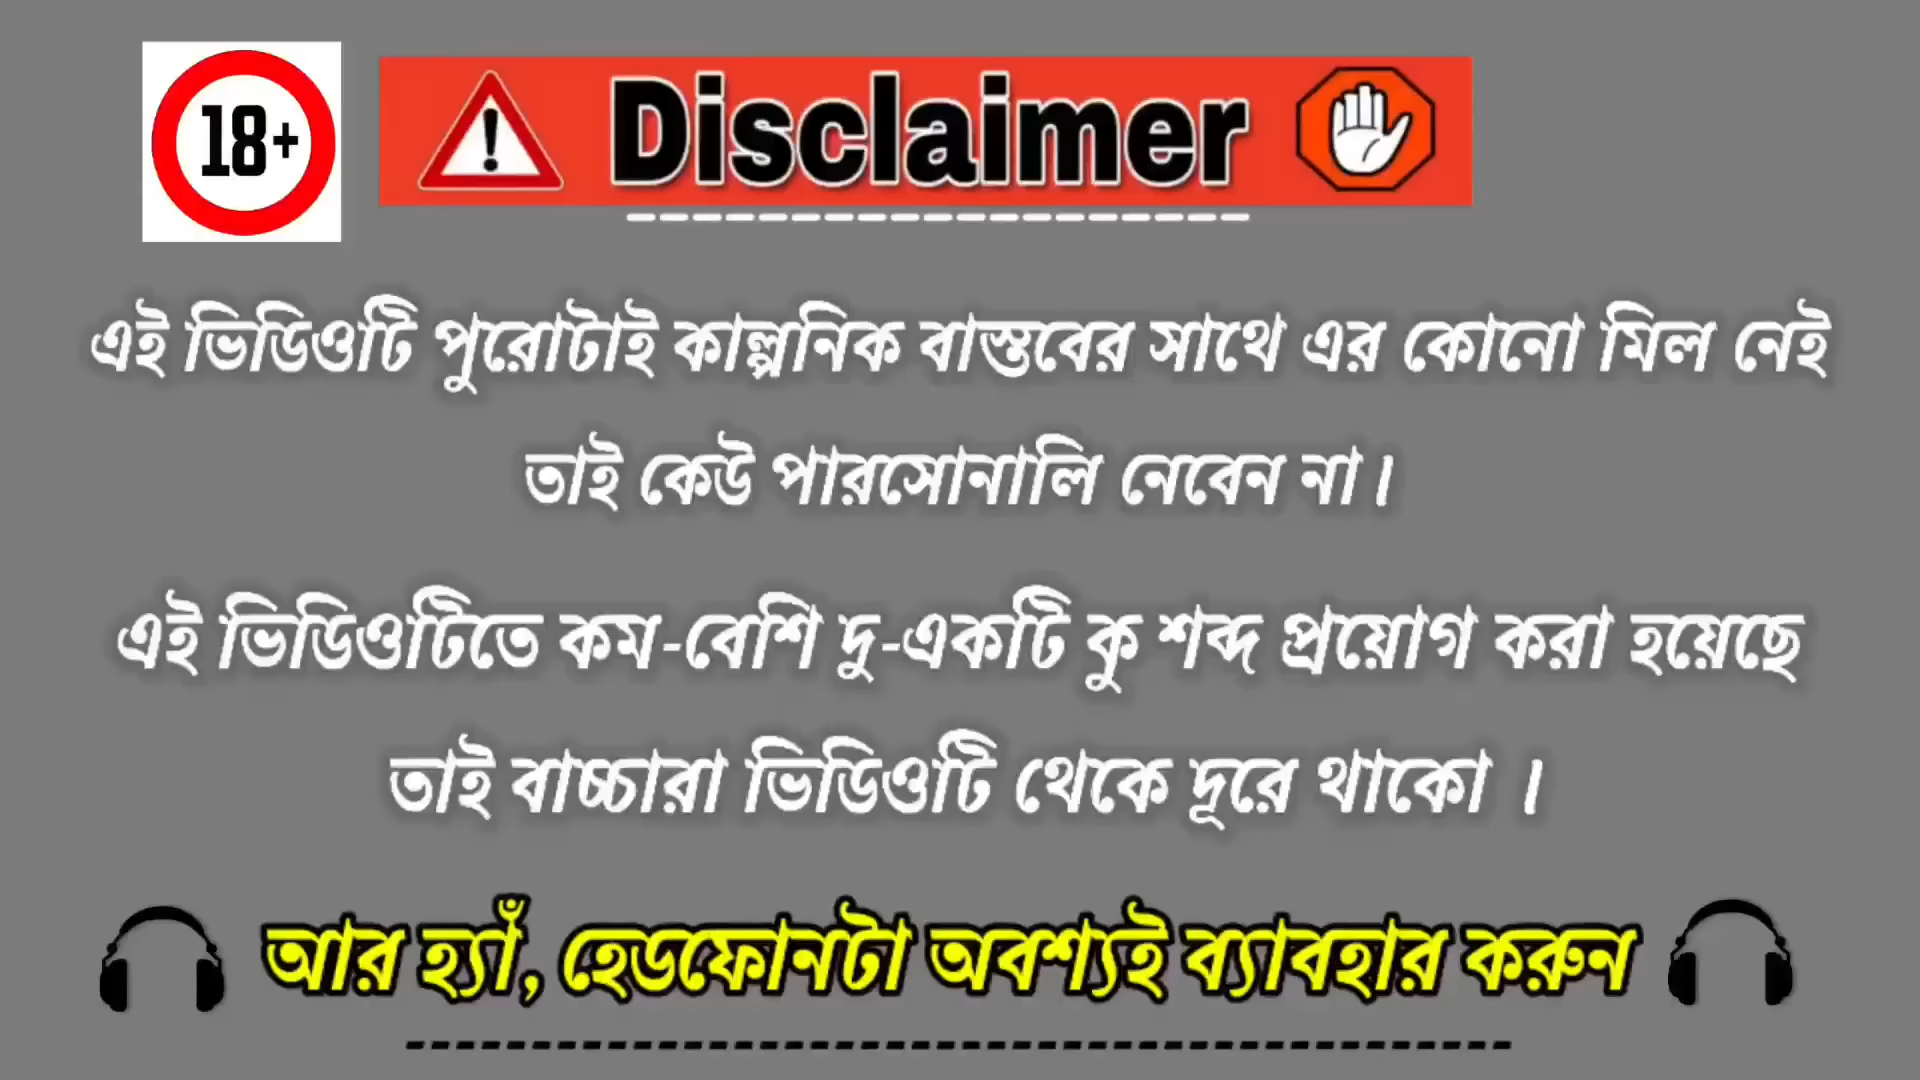 18+
Disclaimer
এই ভিডিওটি পুরোটাই কাল্পনিক বাস্তবের সাথে এর কোনো মিল নেই
তাই কেউ পারসোনালি নেবেন না।
এই ভিডিওটিতে কম-বেশি দু-একটি কু শব্দ প্রয়োগ করা হয়েছে
তাই বাচ্চারা ভিডিওটি থেকে দূরে থাকো ।
আর হ্যাঁ, হেডফোনটা অবশ্যই ব্যাবহার করুন